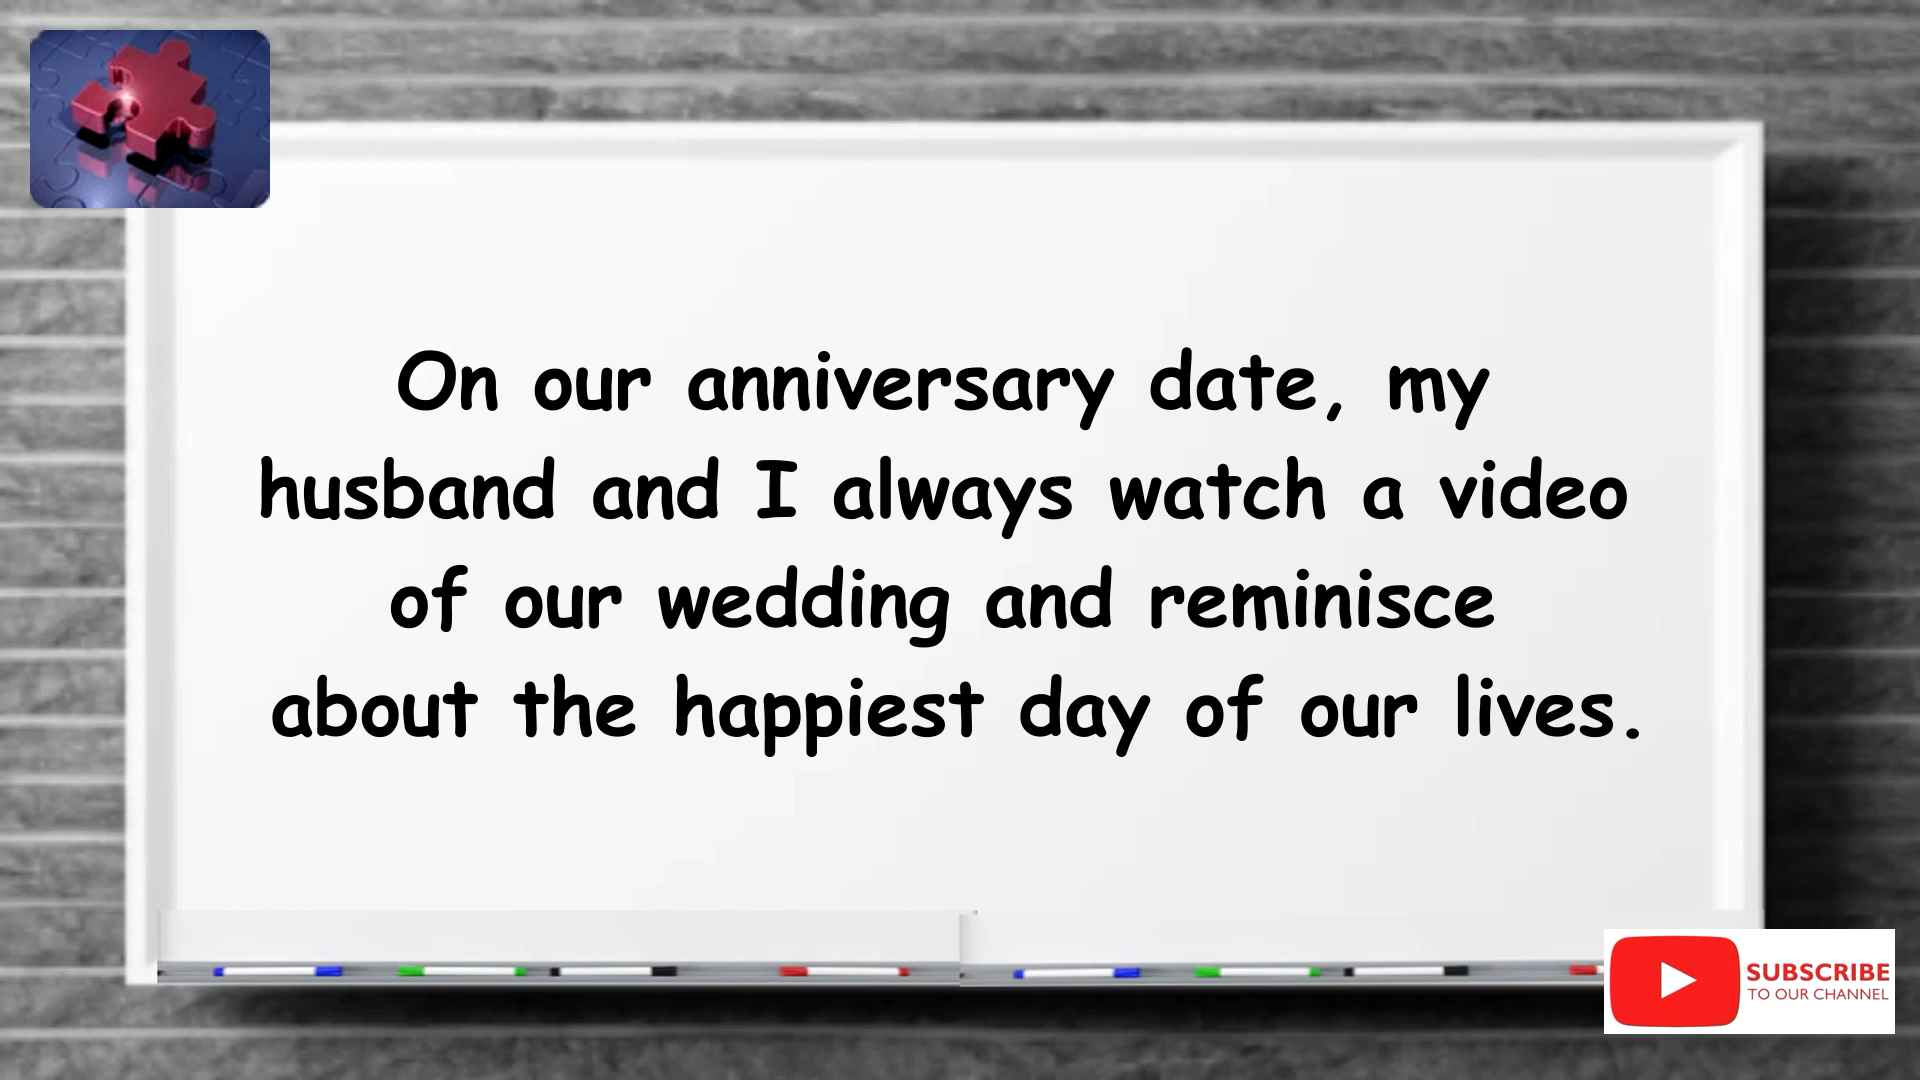 On our anniversary date, my
husband and I always watch a video
of our wedding and reminisce
about the happiest day of our lives.
SUBSCRIBE
TO OUR CHANNEL